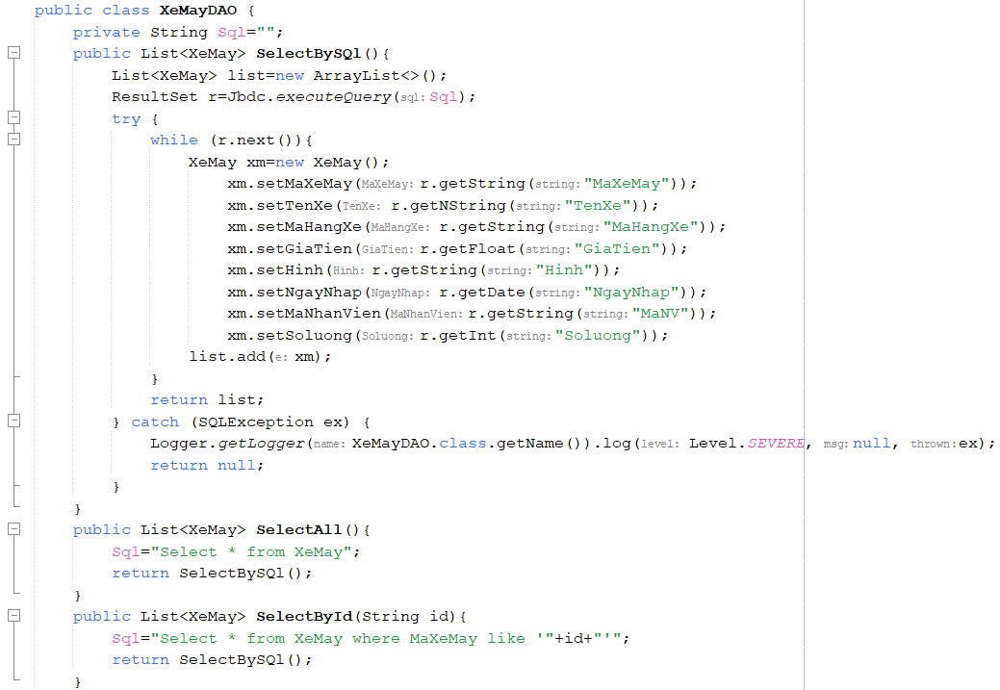 public class XeMayDAO {
    private String Sql="";
    public List<XeMay> SelectBySQl(){
        List<XeMay> list=new ArrayList<>();
        ResultSet r=Jbdc.executeQuery(sql: Sql);
        try {
            while (r.next()){
                XeMay xm=new XeMay();
                    xm.setMaXeMay(MaXeMay: r.getString(string: "MaXeMay"));
                    xm.setTenXe(TenXe: r.getNString(string: "TenXe"));
                    xm.setMaHangXe(MaHangXe: r.getString(string: "MaHangXe"));
                    xm.setGiaTien(GiaTien: r.getFloat(string: "GiaTien"));
                    xm.setHinh(Hinh: r.getString(string: "Hinh"));
                    xm.setNgayNhap(NgayNhap: r.getDate(string: "NgayNhap"));
                    xm.setMaNhanVien(MaNhanVien: r.getString(string: "MaNV"));
                    xm.setSoluong(Soluong: r.getInt(string: "Soluong"));
                list.add(e: xm);
            }
            return list;
        } catch (SQLException ex) {
            Logger.getLogger(name: XeMayDAO.class.getName()).log(level: Level.SEVERE, msg: null, thrown: ex);
            return null;
        }
    }
    public List<XeMay> SelectAll(){
        Sql="Select * from XeMay";
        return SelectBySQl();
    }
    public List<XeMay> SelectById(String id){
        Sql="Select * from XeMay where MaXeMay like '"+id+"'";
        return SelectBySQl();
    }